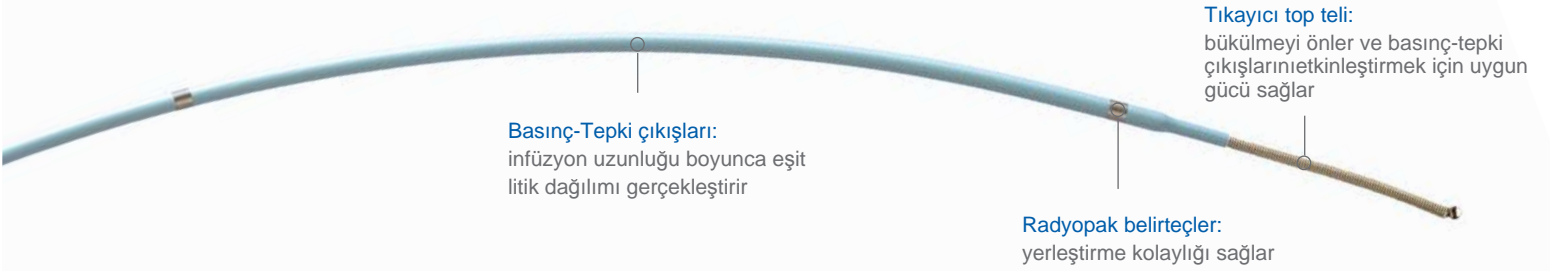 Tıkayıcı top teli:
bükülmeyi önler ve basınç-tepki
çıkışlarınıetkinleştirmek için uygun
gücü sağlar
Basınç-Tepki çıkışları:
infüzyon uzunluğu boyunca eşit
litik dağılımı gerçekleştirir
Radyopak belirteçler:
yerleştirme kolaylığı sağlar